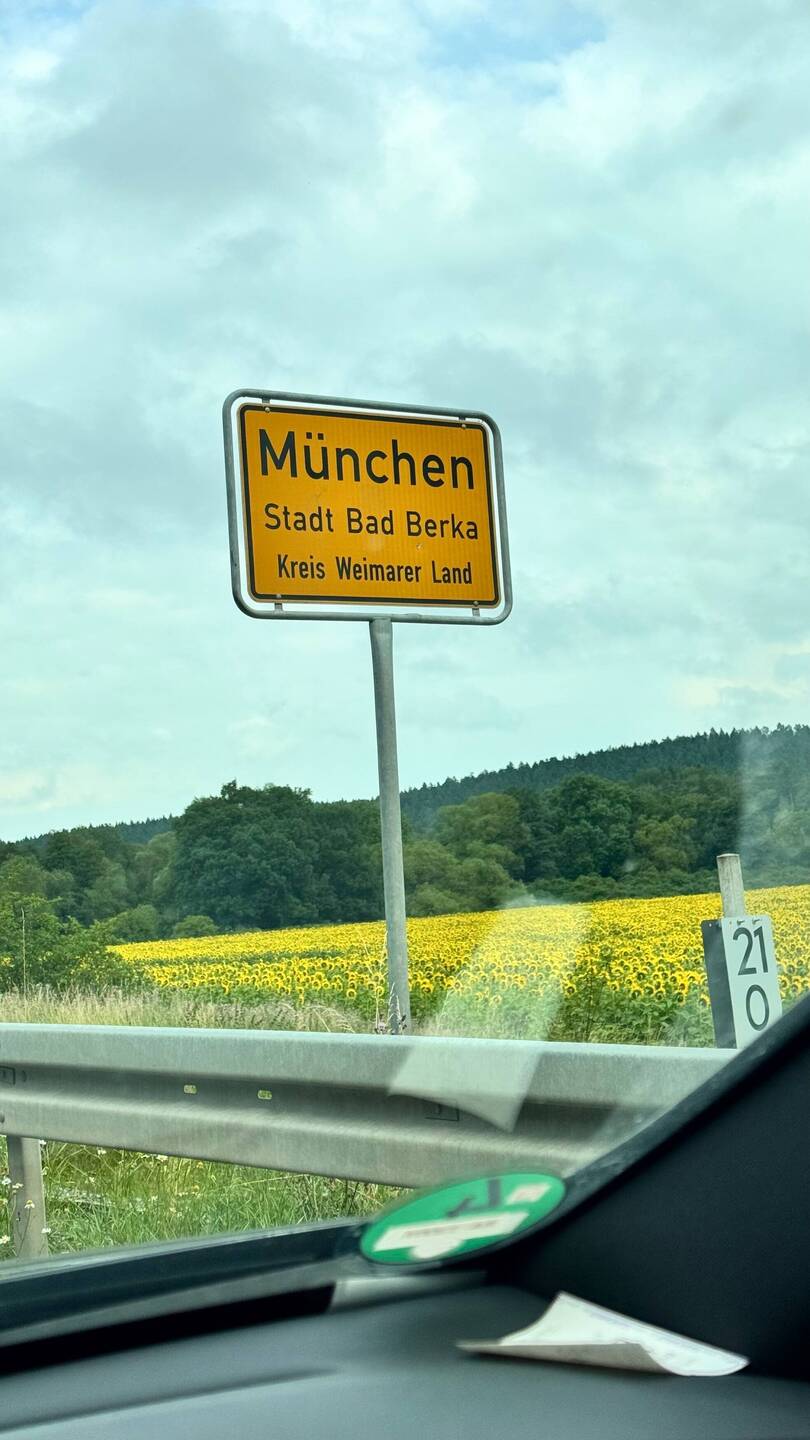 München
Stadt Bad Berka
Kreis Weimarer Land
21
0